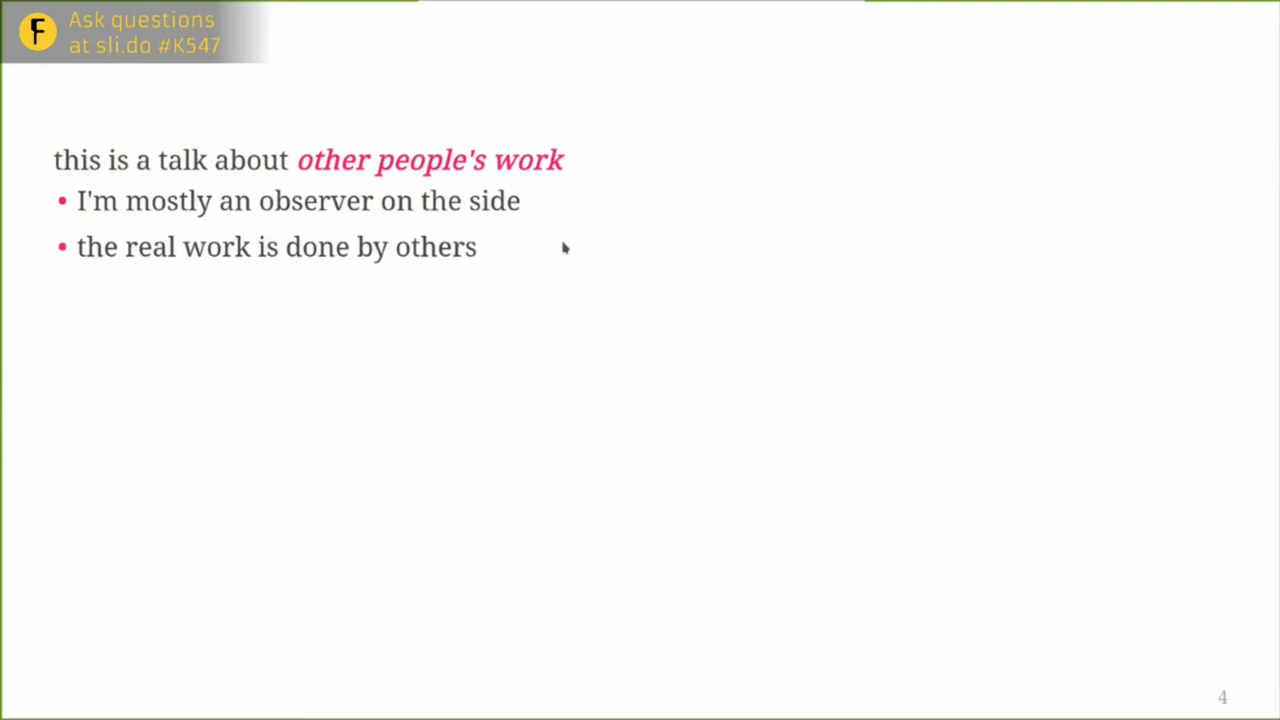 F
Ask questions
at sli.do #K547
this is a talk about other people's work
• I'm mostly an observer on the side
• the real work is done by others
4